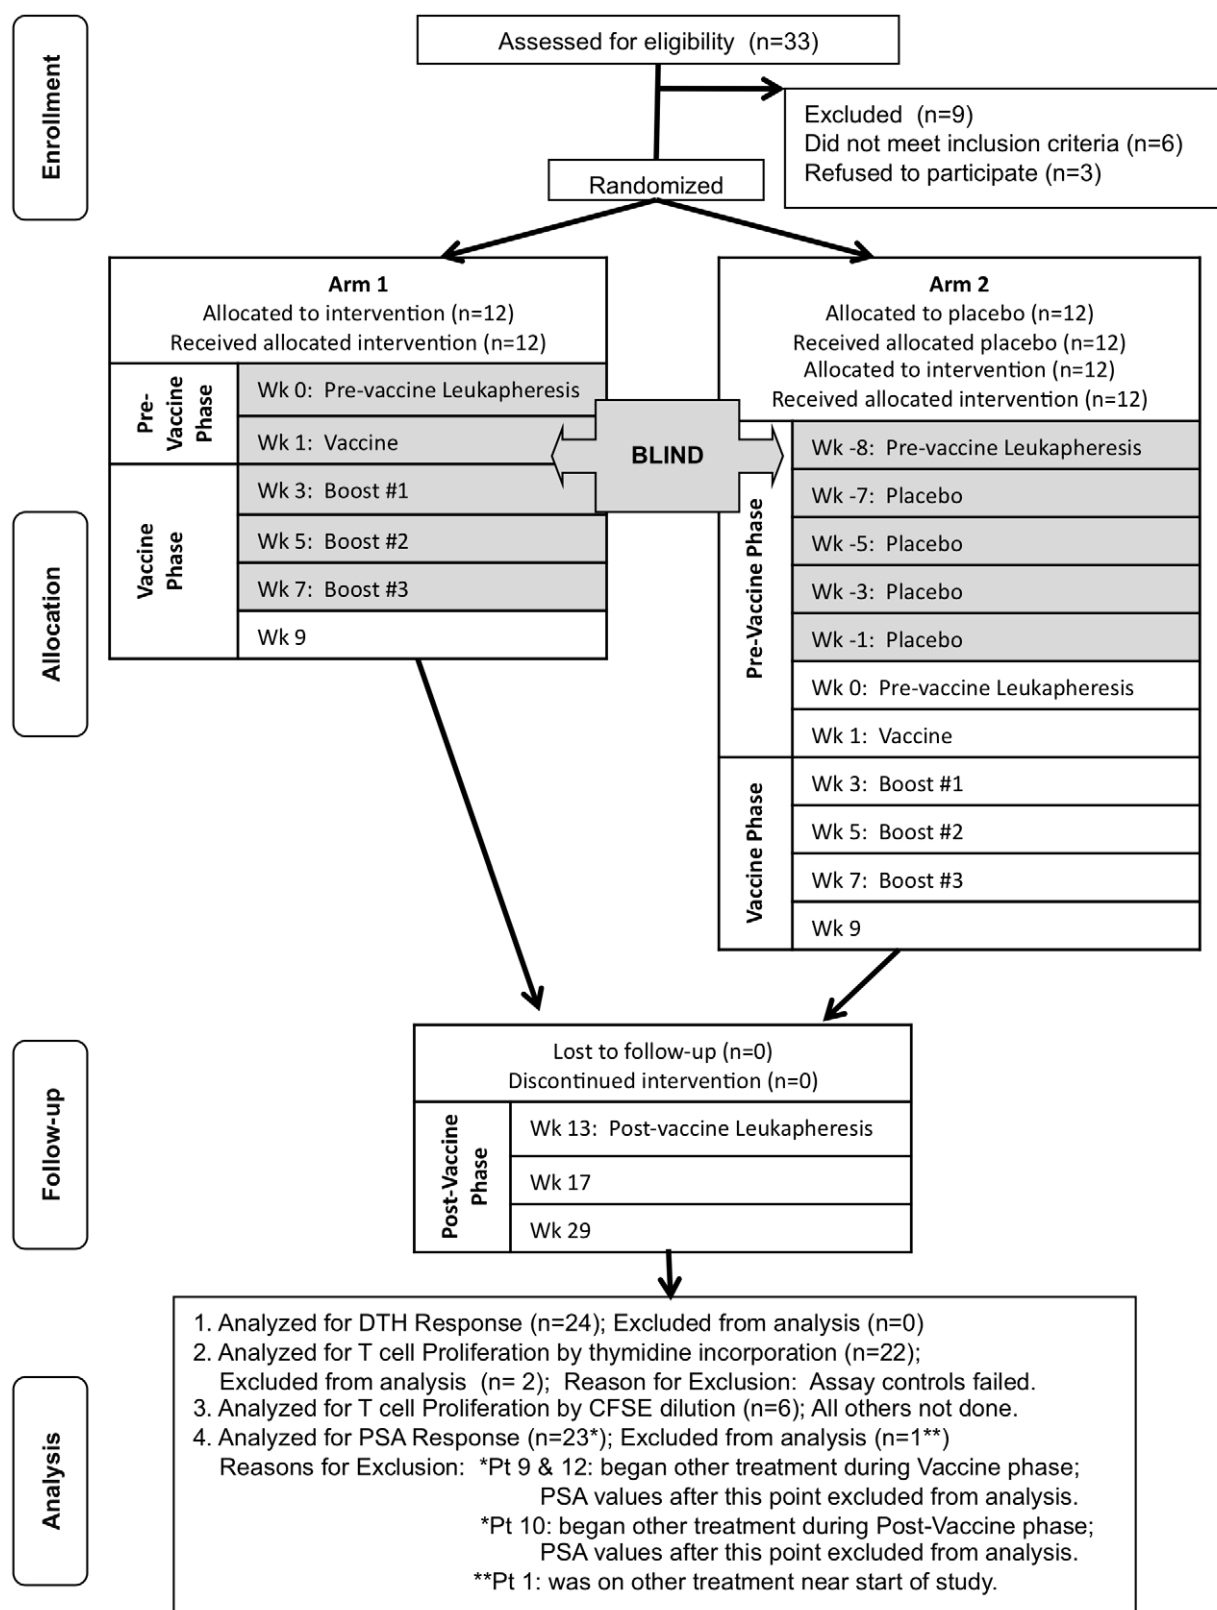 Enrollment
Assessed for eligibility (n=33)
Excluded (n=9)
Did not meet inclusion criteria (n=6)
Refused to participate (n=3)
Randomized
Allocation
Arm 1
Allocated to intervention (n=12)
Received allocated intervention (n=12)
Pre-
Vaccine
Phase
Wk 0: Pre-vaccine Leukapheresis
Wk 1: Vaccine
Vaccine
Phase
Wk 3: Boost #1
Wk 5: Boost #2
Wk 7: Boost #3
Wk 9
BLIND
Arm 2
Allocated to placebo (n=12)
Received allocated placebo (n=12)
Allocated to intervention (n=12)
Received allocated intervention (n=12)
Pre-Vaccine Phase
Wk -8: Pre-vaccine Leukapheresis
Wk -7: Placebo
Wk -5: Placebo
Wk -3: Placebo
Wk -1: Placebo
Wk 0: Pre-vaccine Leukapheresis
Wk 1: Vaccine
Vaccine Phase
Wk 3: Boost #1
Wk 5: Boost #2
Wk 7: Boost #3
Wk 9
Follow-up
Lost to follow-up (n=0)
Discontinued intervention (n=0)
Post-Vaccine
Phase
Wk 13: Post-vaccine Leukapheresis
Wk 17
Wk 29
Analysis
1. Analyzed for DTH Response (n=24); Excluded from analysis (n=0)
2. Analyzed for T cell Proliferation by thymidine incorporation (n=22);
Excluded from analysis (n= 2); Reason for Exclusion: Assay controls failed.
3. Analyzed for T cell Proliferation by CFSE dilution (n=6); All others not done.
4. Analyzed for PSA Response (n=23*); Excluded from analysis (n=1**)
Reasons for Exclusion: *Pt 9 & 12: began other treatment during Vaccine phase;
PSA values after this point excluded from analysis.
*Pt 10: began other treatment during Post-Vaccine phase;
PSA values after this point excluded from analysis.
**Pt 1: was on other treatment near start of study.